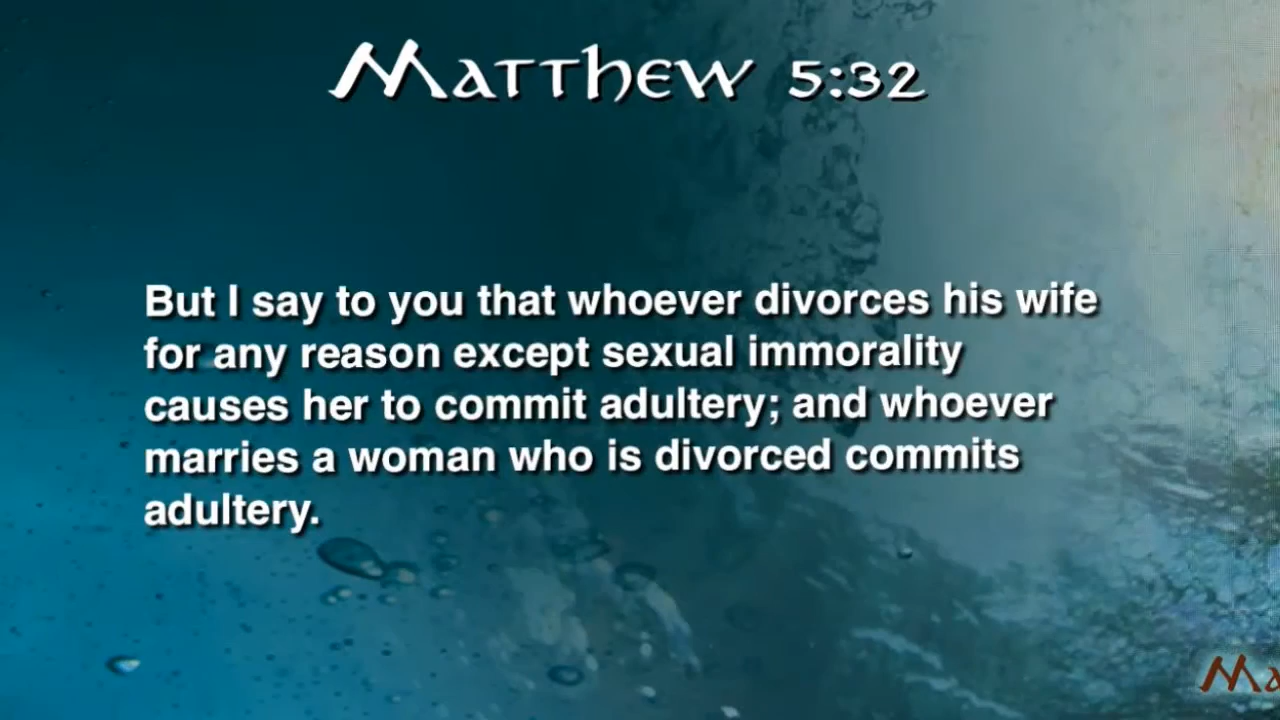 Matthew 5:32
But I say to you that whoever divorces his wife
for any reason except sexual immorality
causes her to commit adultery; and whoever
marries a woman who is divorced commits
adultery.
Ma